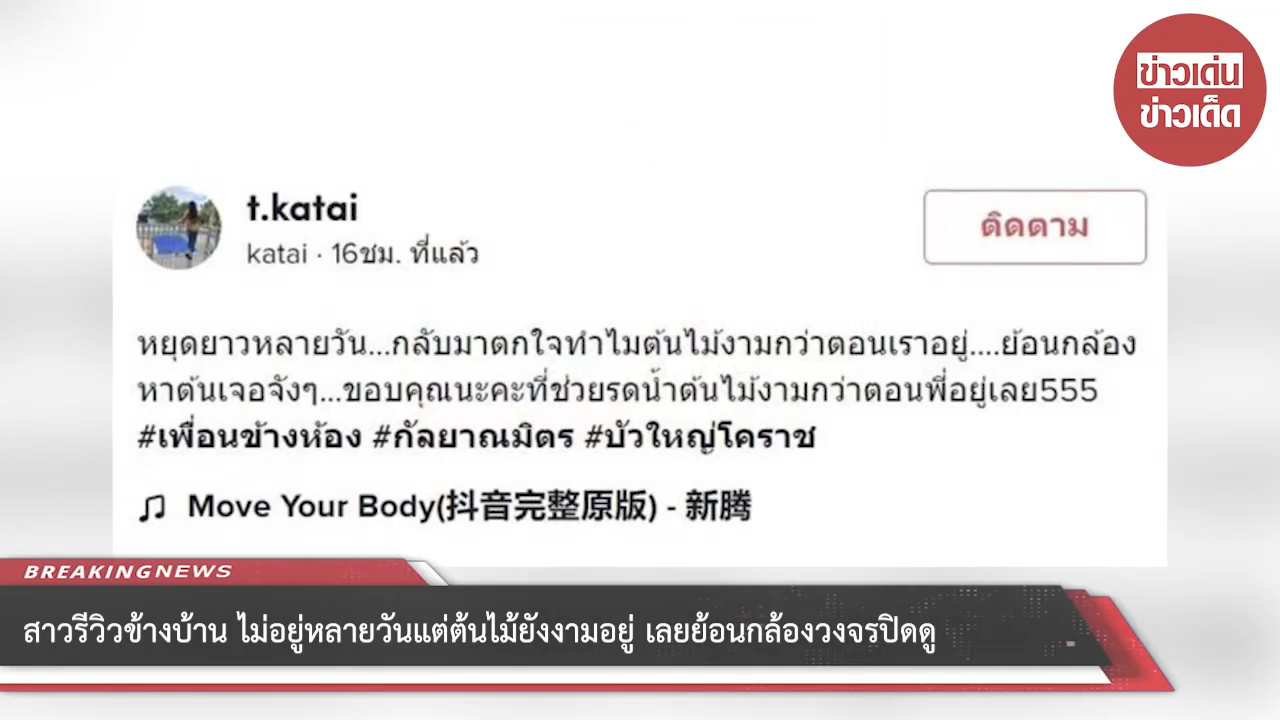 ข่าวเด่น
ข่าวเด็ด
t.katai
katai · 16ชม. ที่แล้ว
ติดตาม
หยุดยาวหลายวัน...กลับมาตกใจทำไมต้นไม้งามกว่าตอนเราอยู่....ย้อนกล้อง
หาต้นเจอจังๆ...ขอบคุณนะคะที่ช่วยรดน้ำต้นไม้งามกว่าตอนพี่อยู่เลย555
#เพื่อนข้างห้อง #กัลยาณมิตร #บัวใหญ่โคราช
♫ Move Your Body(抖音完整原版) - 新腾
BREAKINGNEWS
สาวรีวิวข้างบ้าน ไม่อยู่หลายวันแต่ต้นไม้ยังงามอยู่ เลยย้อนกล้องวงจรปิดดู